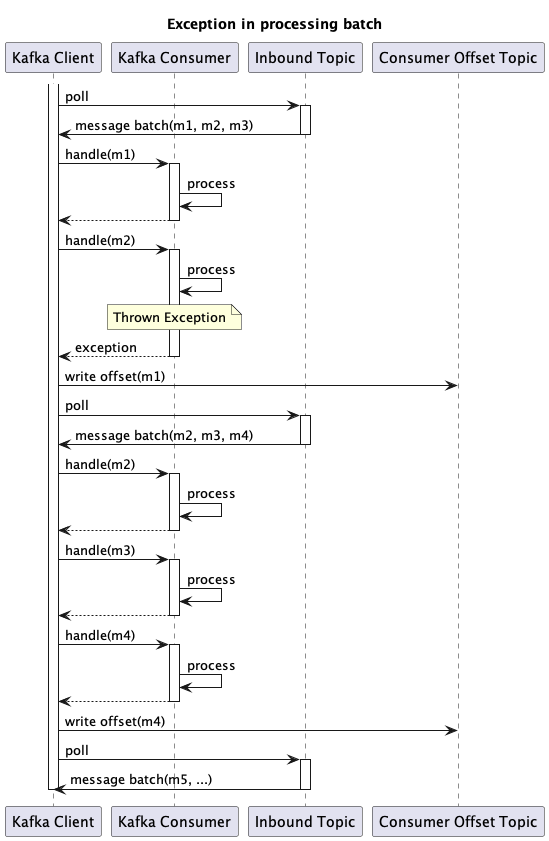 Exception in processing batch
Kafka Client Kafka Consumer Inbound Topic Consumer Offset Topic
poll
message batch(m1, m2, m3)
handle(m1)
process
handle(m2)
process
Thrown Exception
exception
write offset(m1)
poll
message batch(m2, m3, m4)
handle(m2)
process
handle(m3)
process
handle(m4)
process
write offset(m4)
poll
message batch(m5, ...)
Kafka Client Kafka Consumer Inbound Topic Consumer Offset Topic